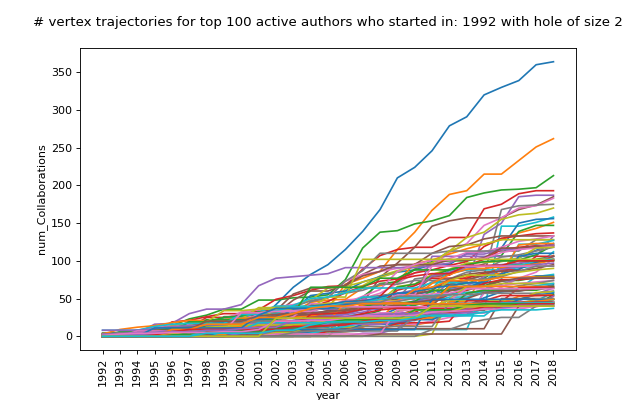 # vertex trajectories for top 100 active authors who started in: 1992 with hole of size 2
350
300
250
200
150
100
50
0
num_Collaborations
1992 1993 1994 1995 1996 1997 1998 1999 2000 2001 2002 2003 2004 2005 2006 2007 2008 2009 2010 2011 2012 2013 2014 2015 2016 2017 2018
year